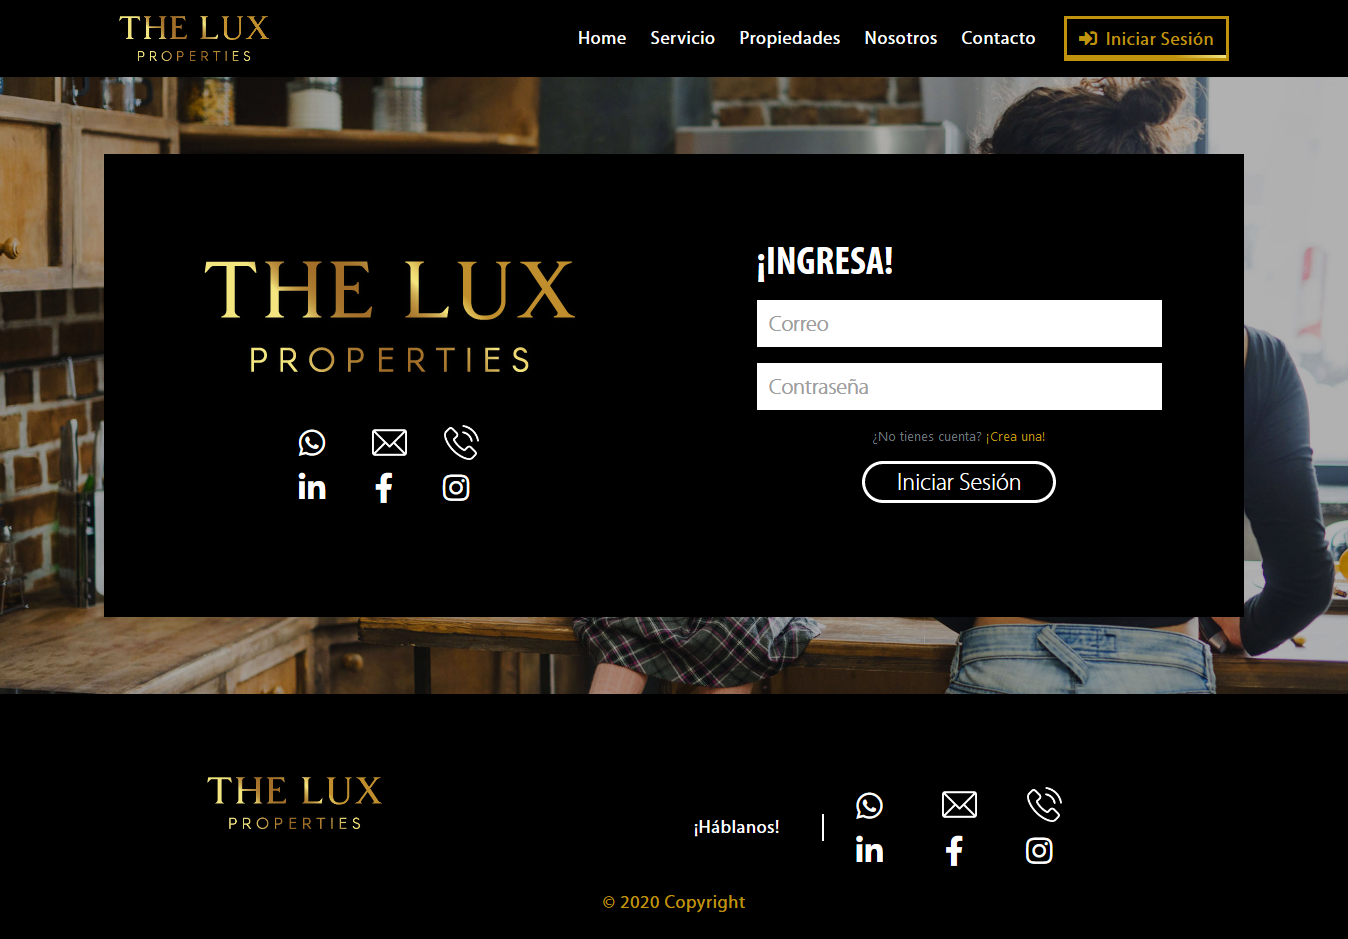 THE LUX
PROPERTIES
Home Servicio Propiedades Nosotros Contacto Iniciar Sesión
THE LUX
PROPERTIES
¡INGRESA!
Correo
Contraseña
¿No tienes cuenta? ¡Crea una!
Iniciar Sesión
THE LUX
PROPERTIES
¡Háblanos!
© 2020 Copyright